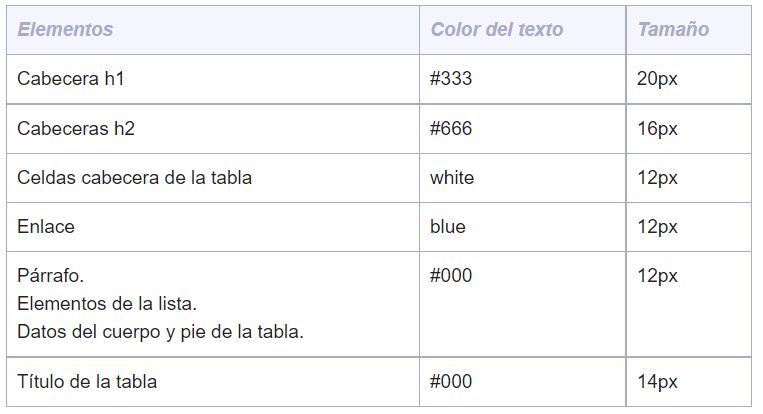 Elementos Color del texto Tamaño
Cabecera h1 #333 20px
Cabeceras h2 #666 16px
Celdas cabecera de la tabla white 12px
Enlace blue 12px
Párrafo. #000 12px
Elementos de la lista.
Datos del cuerpo y pie de la tabla.
Título de la tabla #000 14px